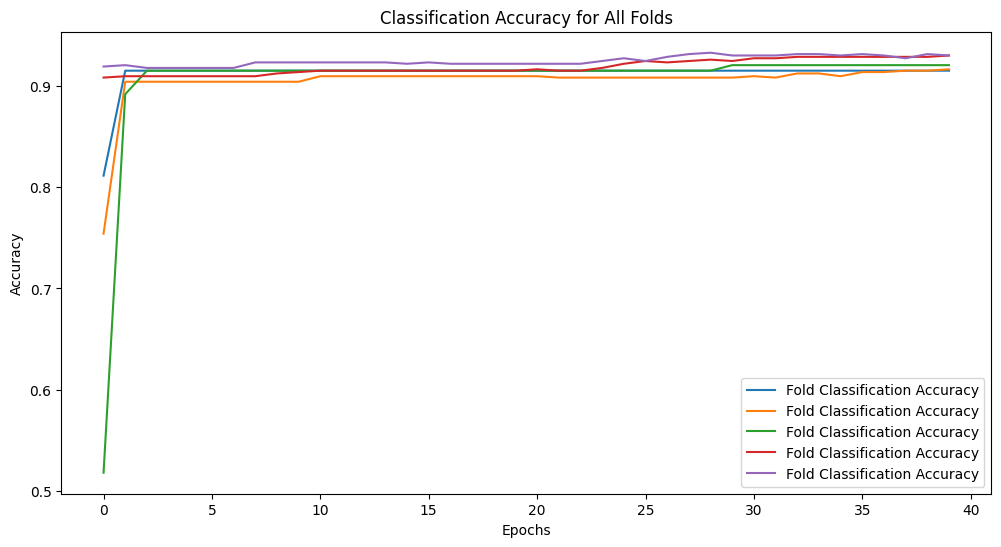 Classification Accuracy for All Folds
Accuracy
0.9
0.8
0.7
0.6
0.5
0 5 10 15 20 25 30 35 40
Epochs
Fold Classification Accuracy
Fold Classification Accuracy
Fold Classification Accuracy
Fold Classification Accuracy
Fold Classification Accuracy